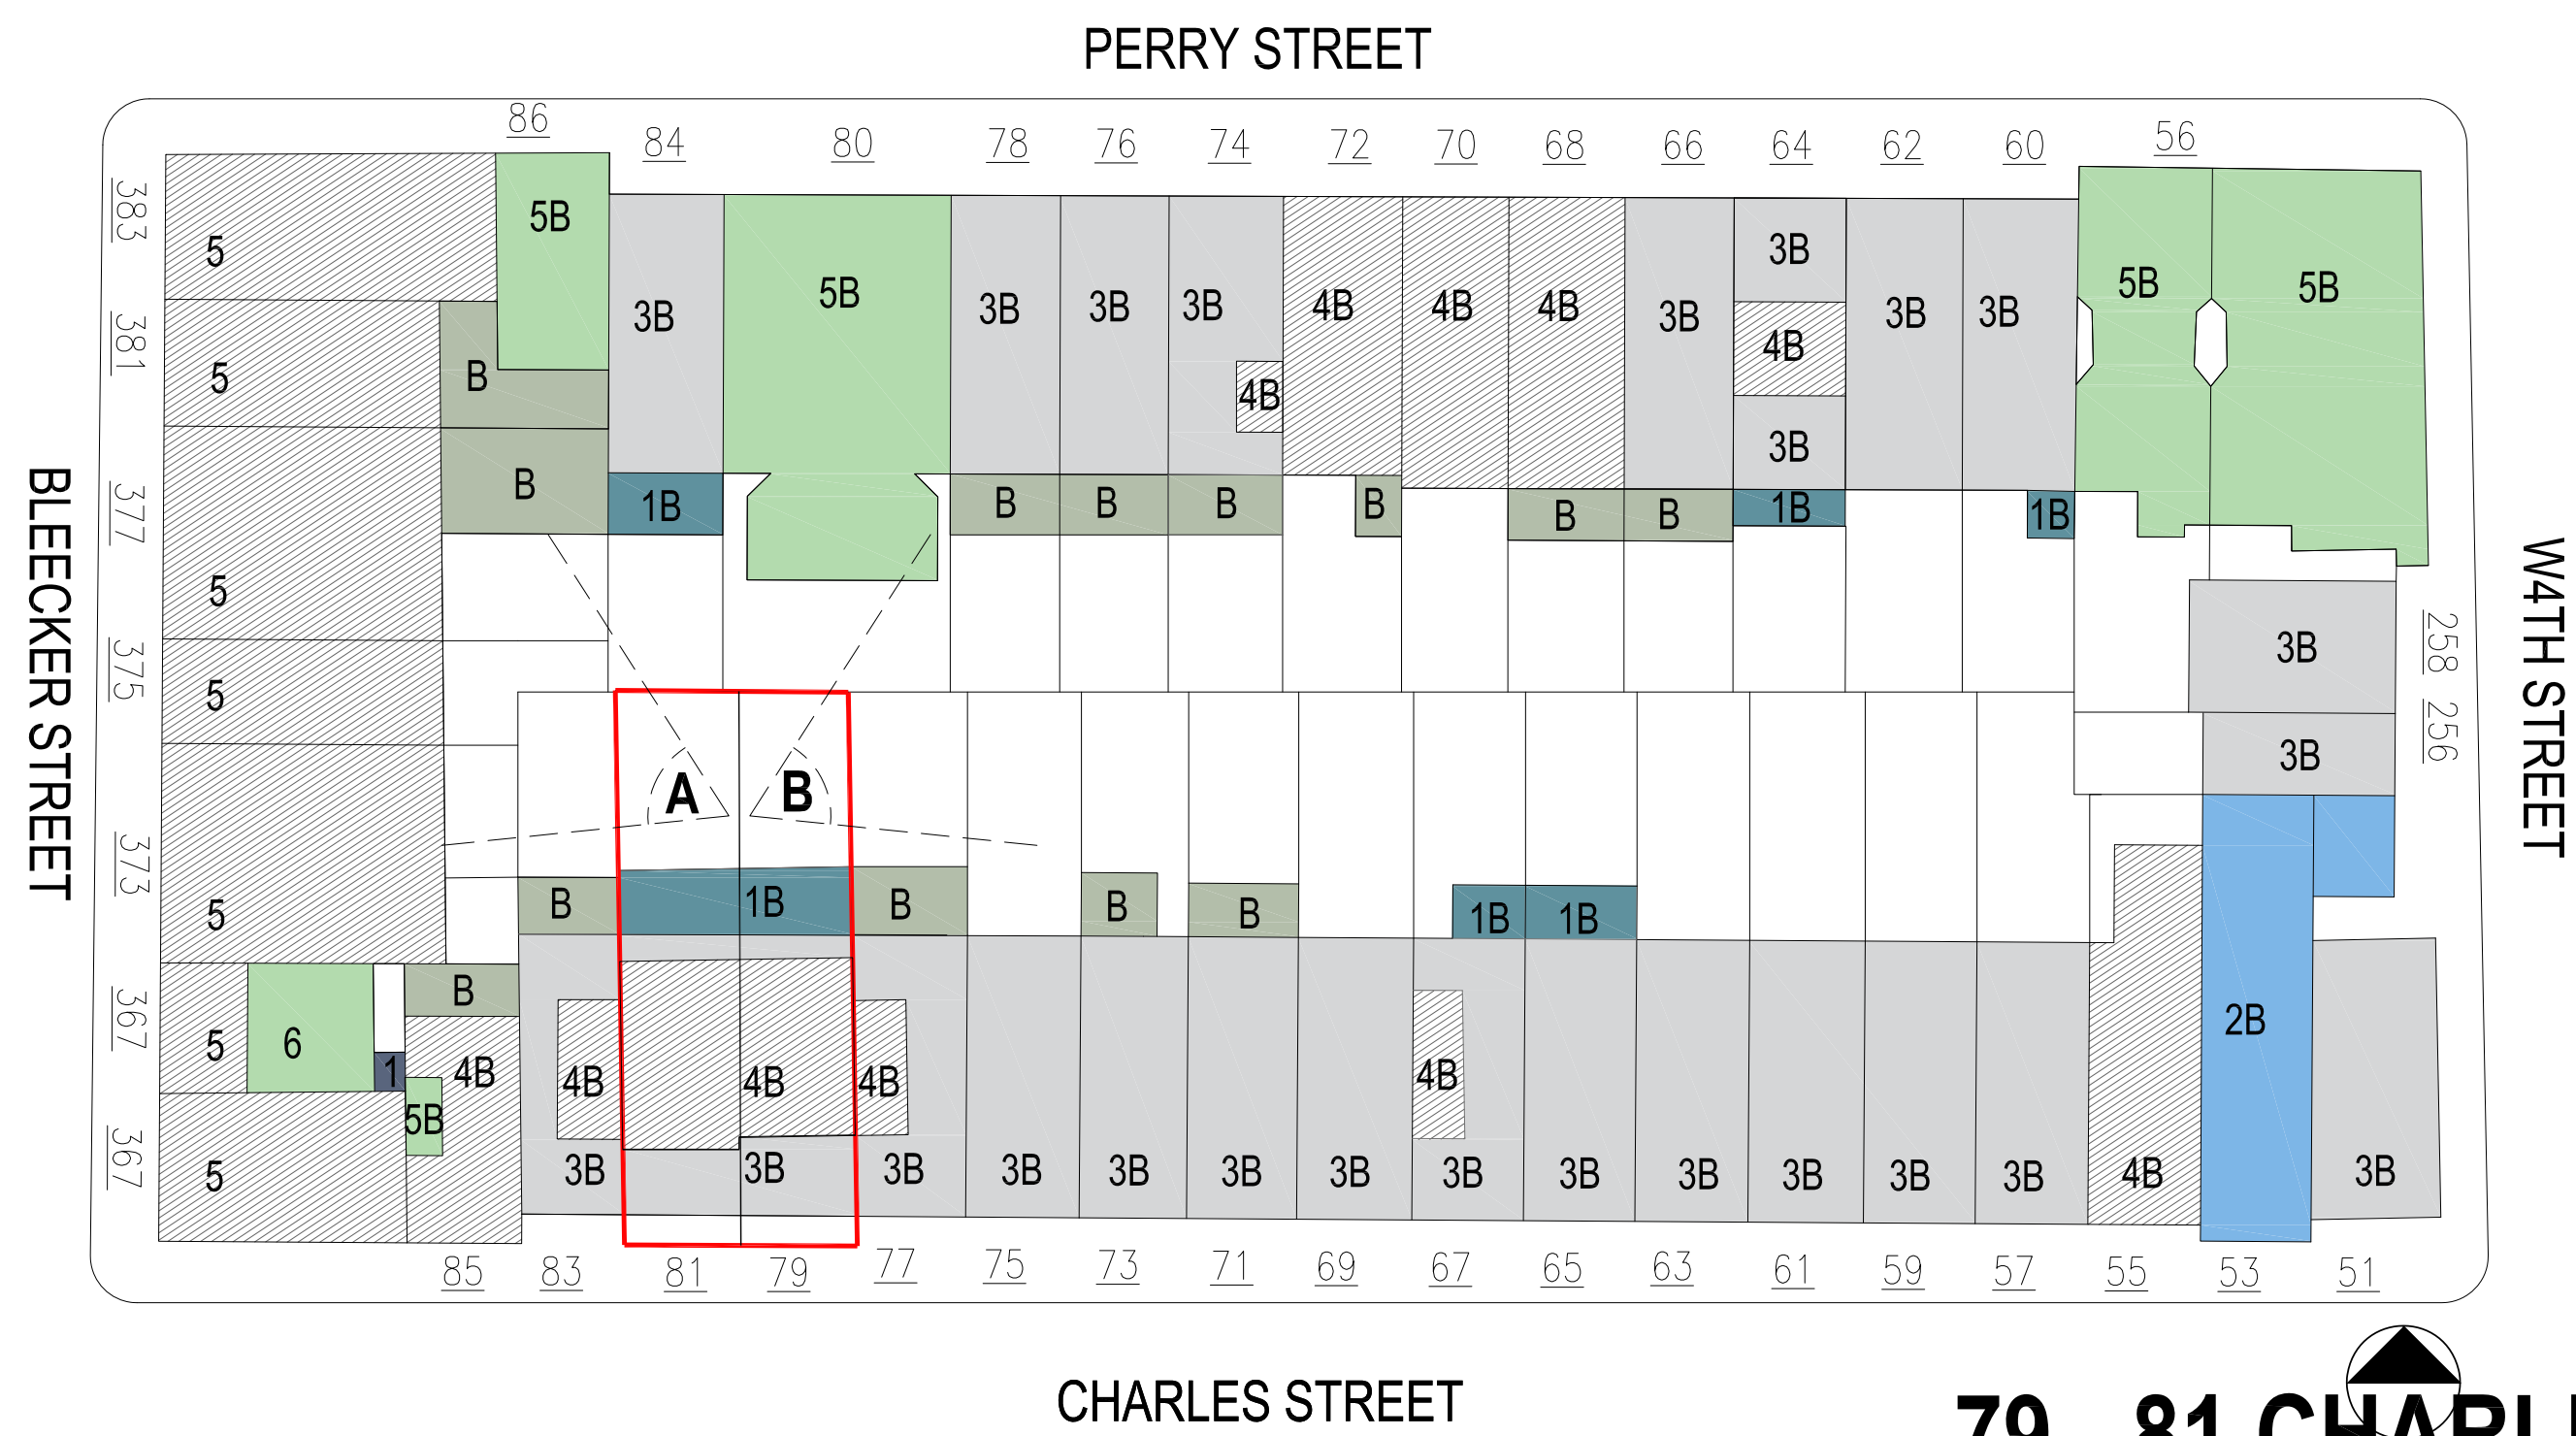 PERRY STREET
86
84 80 78 76 74 72 70 68 66 64 62 60 56
383
5 5B
3B 5B 3B 3B 3B 4B 4B 4B 3B 3B 3B 3B 5B 5B
4B
381
5 B
4B
3B
377
B 1B B B B B B B 1B 1B
5
375
5
BLEECKER STREET
W4TH STREET
258 256
3B
3B
A B
373
5
B 1B B B B 1B 1B
367
5 6 1 B
4B
5B
4B 4B 4B 4B
2B
367
5
3B 3B 3B 3B 3B 3B 3B 3B 3B 3B 3B 3B 3B 4B 3B
85 83 81 79 77 75 73 71 69 67 65 63 61 59 57 55 53 51
CHARLES STREET
79 81 CHARL